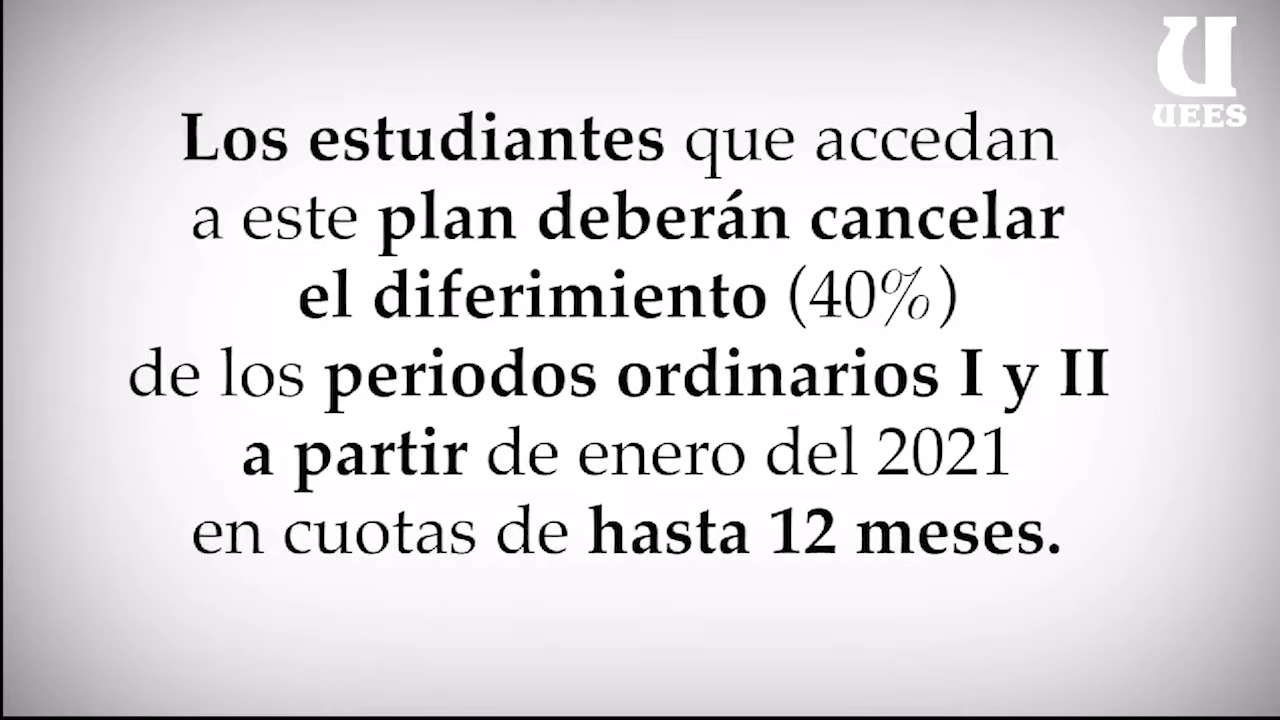 U
UEES
Los estudiantes que accedan
a este plan deberán cancelar
el diferimiento (40%)
de los periodos ordinarios I y II
a partir de enero del 2021
en cuotas de hasta 12 meses.